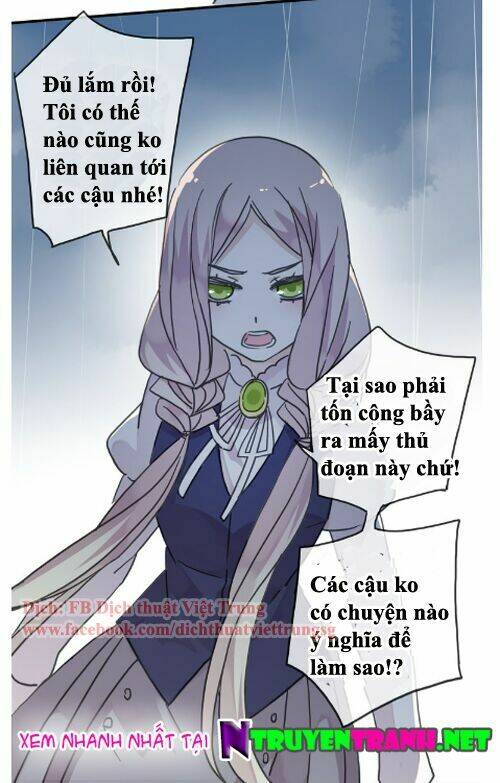 Đủ lắm rồi!
Tôi có thế
nào cũng ko
liên quan tới
các cậu nhé!
Tại sao phải
tốn công bầy
ra mấy thủ
đoạn này chứ!
Các cậu ko
có chuyện nào
ý nghĩa để
làm sao!?
Dịch: FB Dịch thuật Việt Trung
www.facebook.com/dichthuatviettrungsg
XEM NHANH NHẤT TẠI NTRUYENTRANH.NET